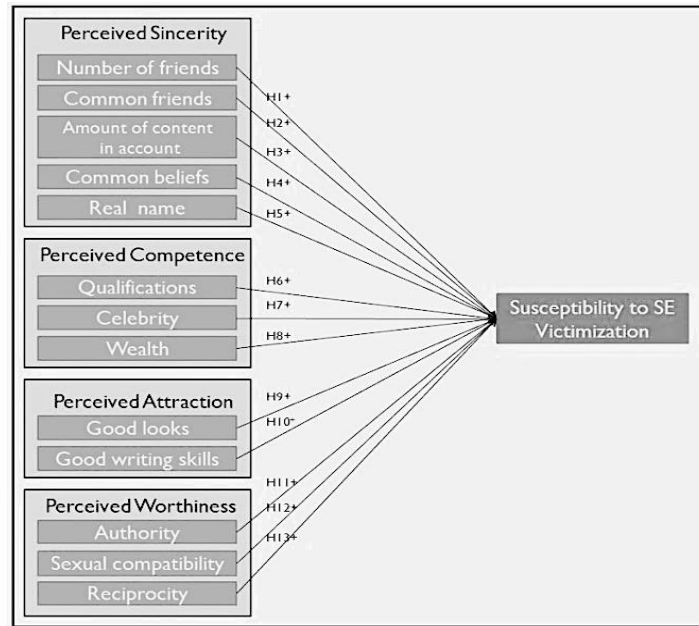 Perceived Sincerity
Number of friends
Common friends
Amount of content
in account
Common beliefs
Real name
H1+
H2+
H3+
H4+
H5+
Perceived Competence
Qualifications
Celebrity
Wealth
H6+
H7+
H8+
Perceived Attraction
Good looks
Good writing skills
H9+
H10+
Perceived Worthiness
Authority
Sexual compatibility
Reciprocity
H11+
H12+
H13+
Susceptibility to SE
Victimization